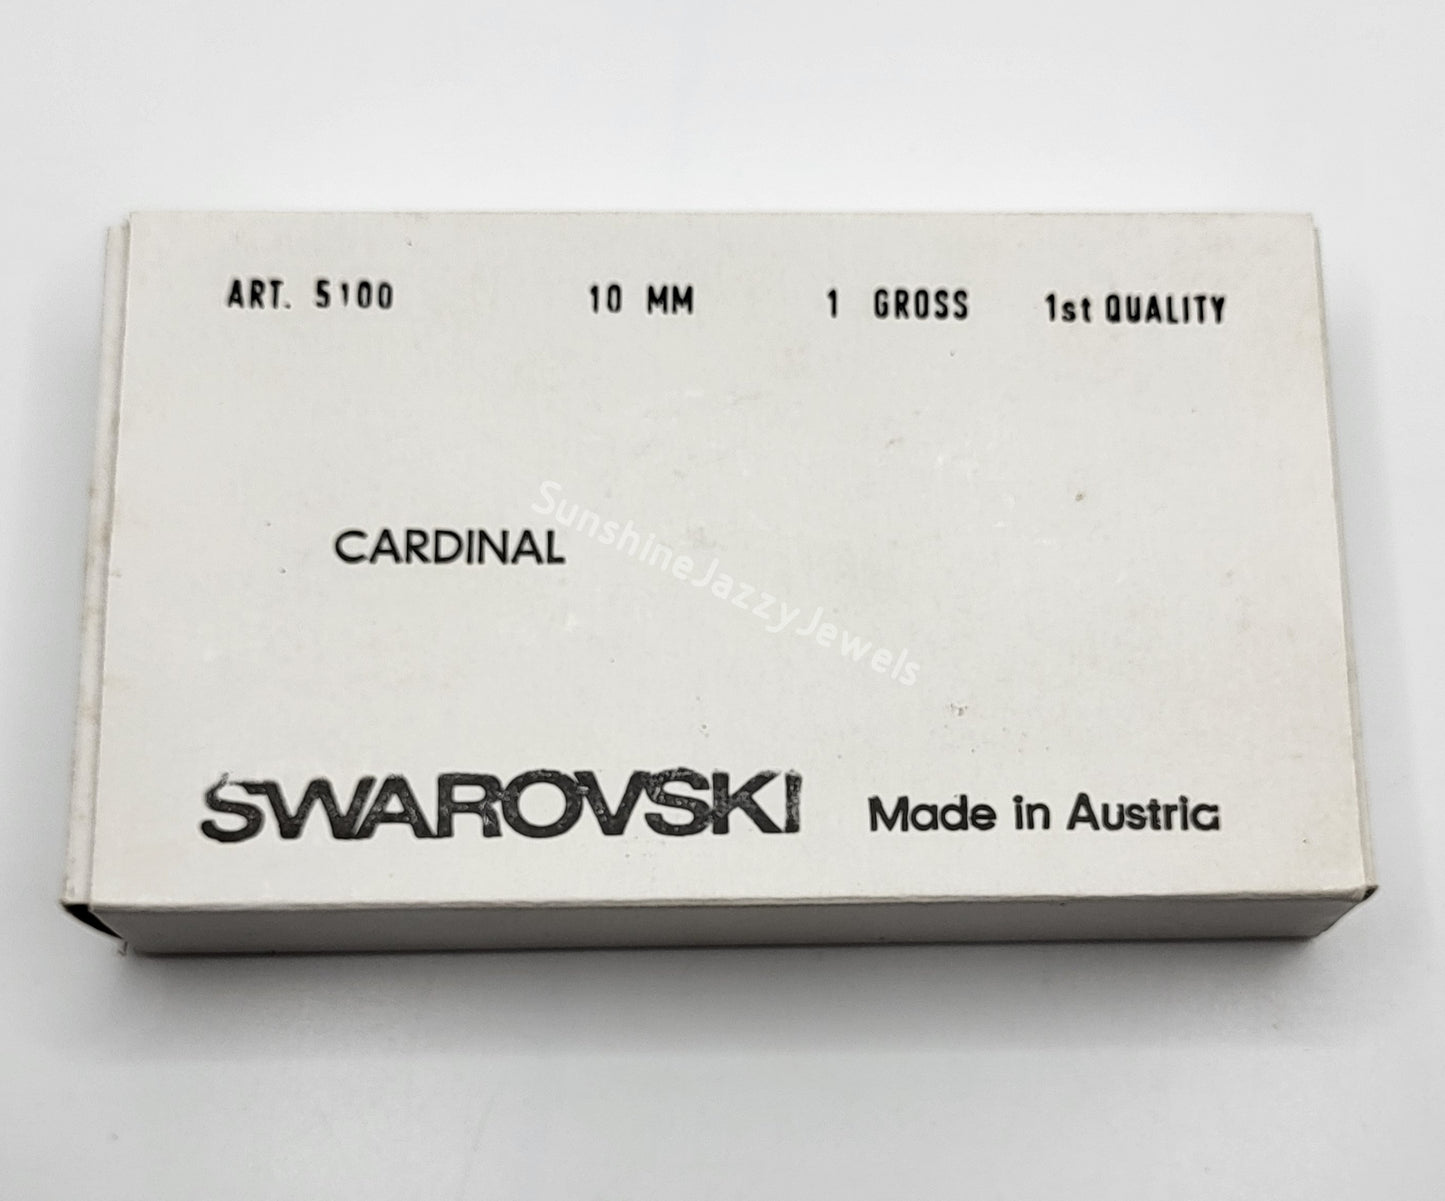 ART. 5100 10 MM 1 GROSS 1st QUALITY
CARDINAL
SunshineJazzyJewels
SWAROVSKI Made in Austria